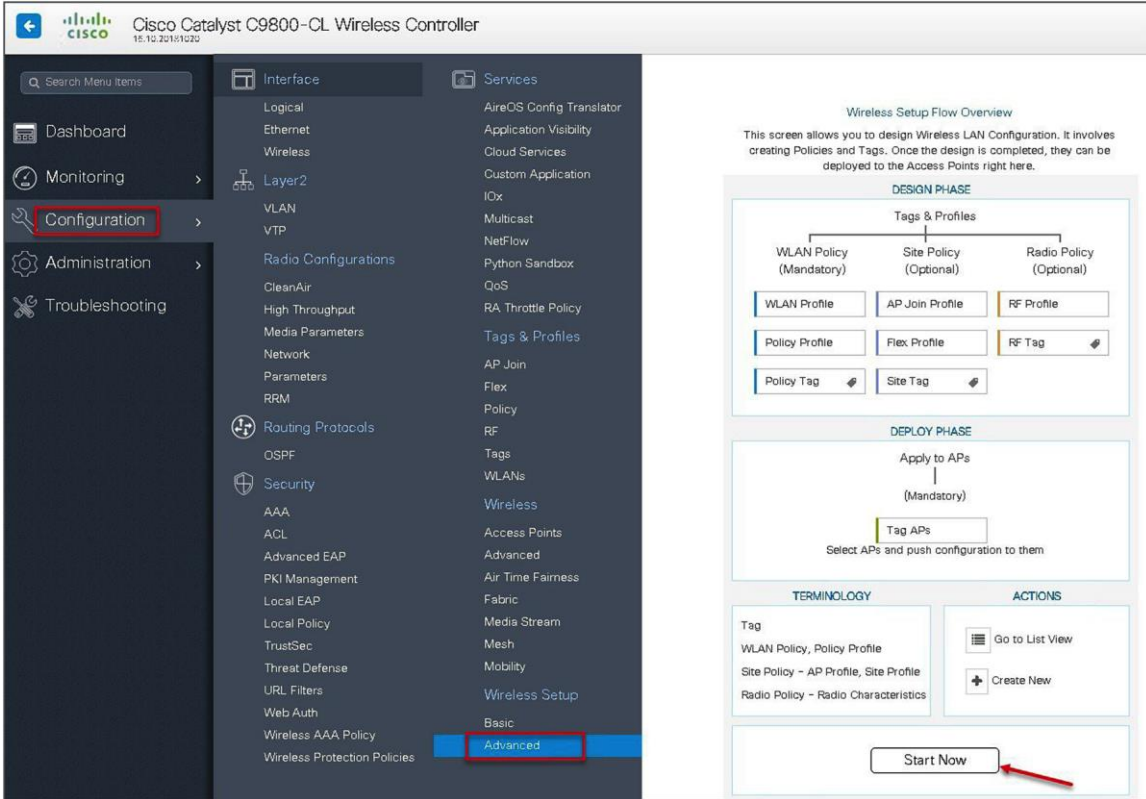 CISCO
Cisco Catalyst C9800-CL Wireless Controller
16.10.20181020
Search Menu Items
Dashboard
Monitoring
Configuration
Administration
Troubleshooting
Interface
Logical
Ethernet
Wireless
Layer2
VLAN
VTP
Radio Configurations
CleanAir
High Throughput
Media Parameters
Network
Parameters
RRM
Routing Protocols
OSPF
Security
AAA
ACL
Advanced EAP
PKI Management
Local EAP
Local Policy
TrustSec
Threat Defense
URL Filters
Web Auth
Wireless AAA Policy
Wireless Protection Policies
Services
AireOS Config Translator
Application Visibility
Cloud Services
Custom Application
IOx
Multicast
NetFlow
Python Sandbox
QoS
RA Throttle Policy
Tags & Profiles
AP Join
Flex
Policy
RF
Tags
WLANs
Wireless
Access Points
Advanced
Air Time Fairness
Fabric
Media Stream
Mesh
Mobility
Wireless Setup
Basic
Advanced
Wireless Setup Flow Overview
This screen allows you to design Wireless LAN Configuration. It involves
creating Policies and Tags. Once the design is completed, they can be
deployed to the Access Points right here.
DESIGN PHASE
Tags & Profiles
WLAN Policy
(Mandatory)
Site Policy
(Optional)
Radio Policy
(Optional)
WLAN Profile
AP Join Profile
RF Profile
Policy Profile
Flex Profile
RF Tag
Policy Tag
Site Tag
DEPLOY PHASE
Apply to APs
(Mandatory)
Tag APs
Select APs and push configuration to them
TERMINOLOGY
Tag
WLAN Policy, Policy Profile
Site Policy - AP Profile, Site Profile
Radio Policy - Radio Characteristics
ACTIONS
Go to List View
Create New
Start Now